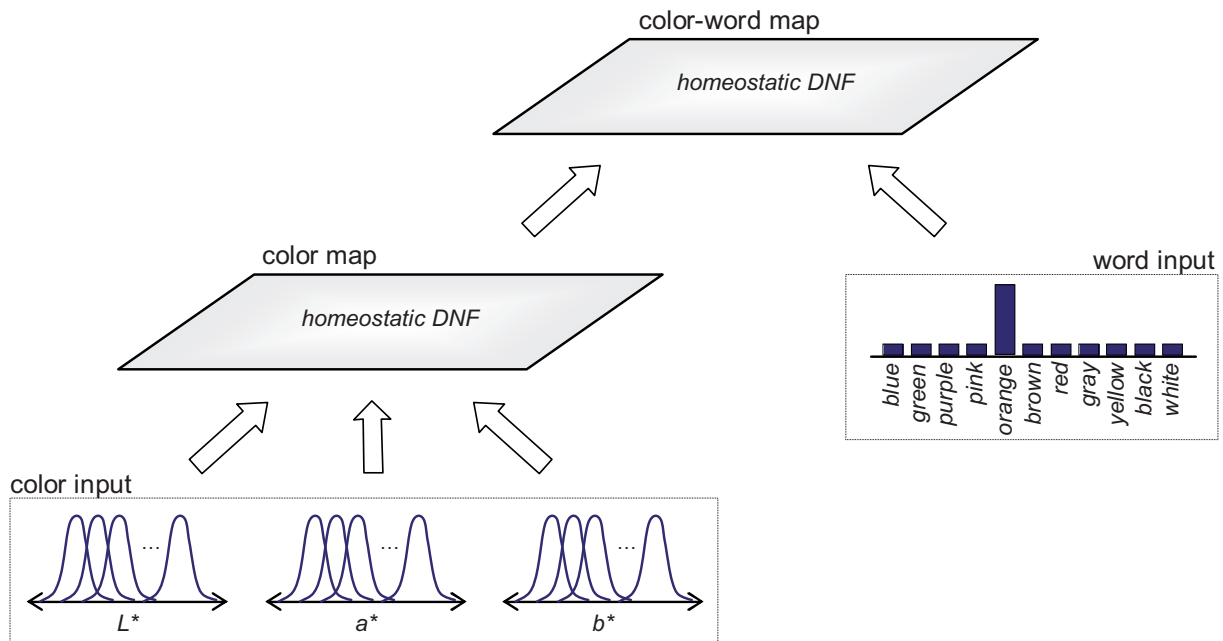 color-word map
homeostatic DNF
color map
homeostatic DNF
word input
blue
green
purple
pink
orange
brown
red
gray
yellow
black
white
color input
... ... ...
L* a* b*